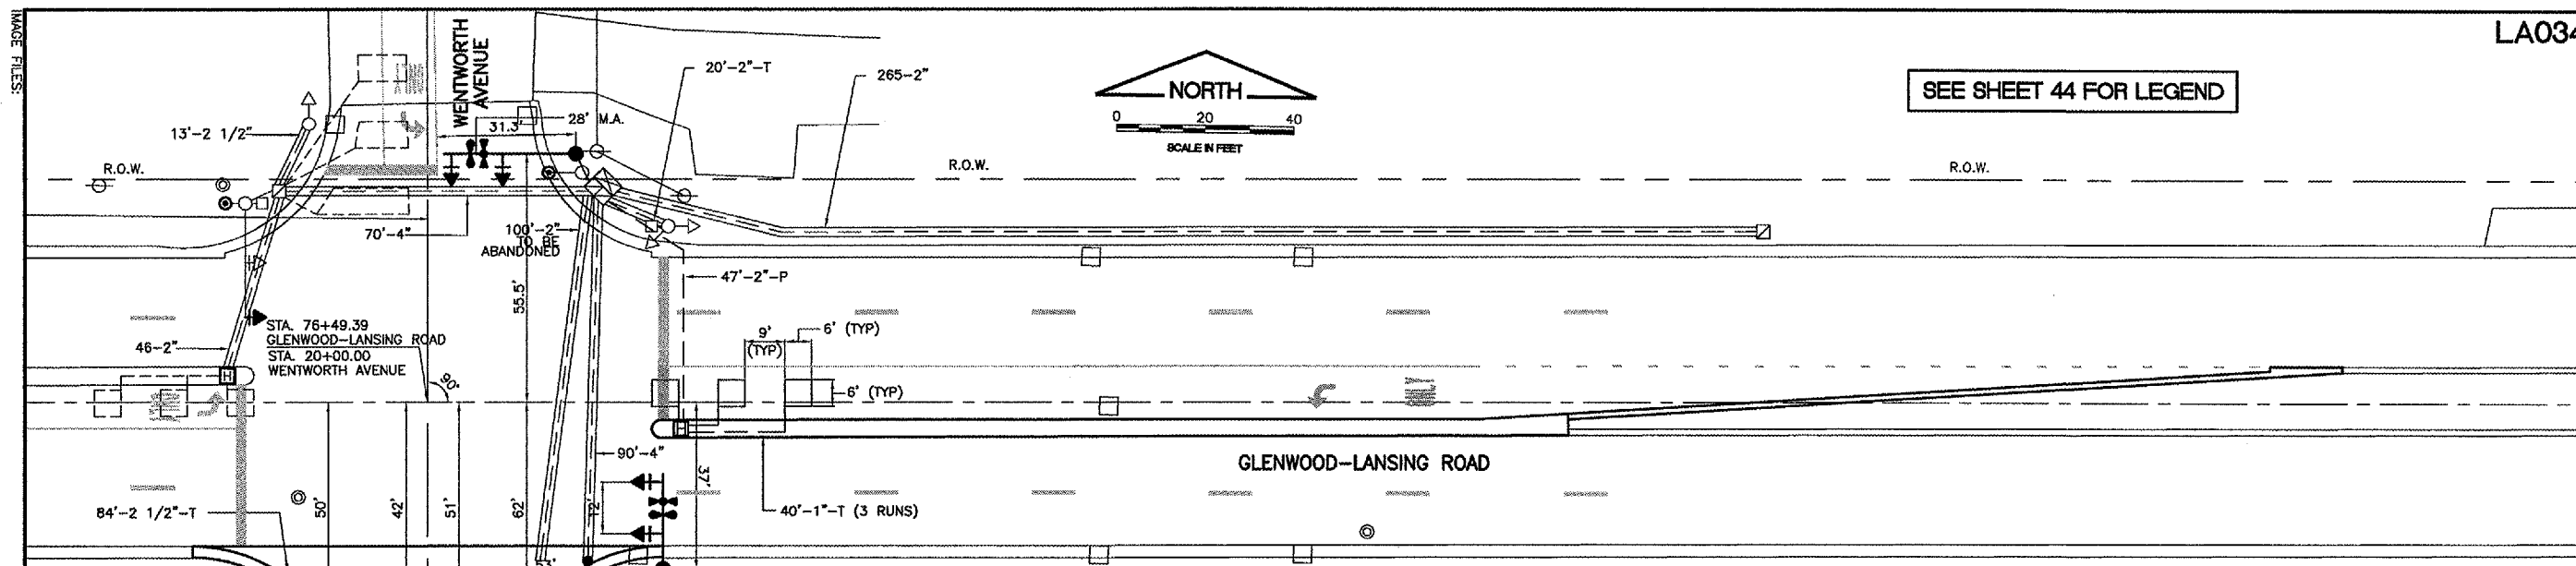 IMAGE FILES:
LA034
WENTWORTH
AVENUE
20'-2"-T
265-2"
NORTH
SEE SHEET 44 FOR LEGEND
13'-2 1/2"
31.3'
28' M.A.
0 20 40
SCALE IN FEET
R.O.W.
R.O.W.
R.O.W.
70'-4"
100'-2"
TO BE
ABANDONED
47'-2"-P
55.5'
STA. 76+49.39
GLENWOOD-LANSING ROAD
STA. 20+00.00
WENTWORTH AVENUE
46-2"
90°
9'
(TYP)
6' (TYP)
6' (TYP)
GLENWOOD-LANSING ROAD
90'-4"
37'
12'
84'-2 1/2"-T
50'
42'
51'
62'
40'-1"-T (3 RUNS)
53'
H
H